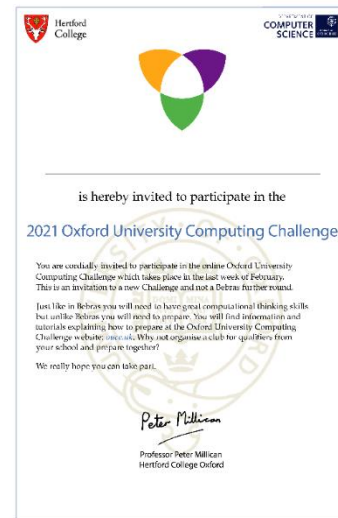 Hertford
College
COMPUTER
SCIENCE
is hereby invited to participate in the
2021 Oxford University Computing Challenge
You are cordially invited to participate in the online Oxford University
Computing Challenge which takes place in the last week of February.
This is an invitation to a new Challenge and not a Bebras further round.
Just like in Bebras you will need to have great computational thinking skills
but unlike Bebras you will need to prepare. You will find information and
tutorials explaining how to prepare at the Oxford University Computing
Challenge website: Why not organise a club for qualifiers from
your school and prepare together?
We really hope you can take part.
Peter Millican
Professor Peter Millican
Hertford College Oxford